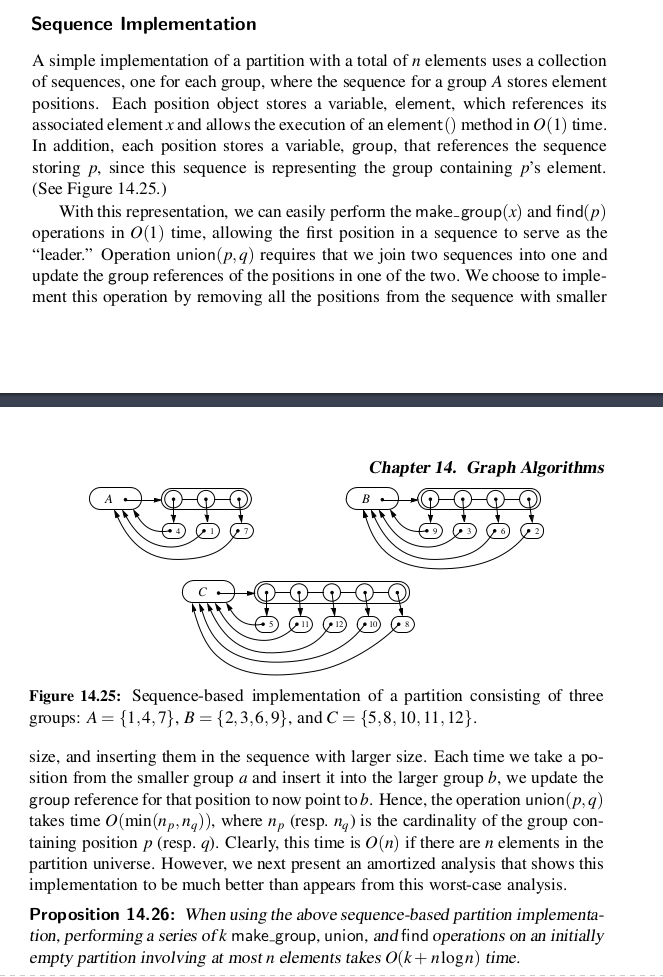 Sequence Implementation
A simple implementation of a partition with a total of n elements uses a collection
of sequences, one for each group, where the sequence for a group A stores element
positions. Each position object stores a variable, element, which references its
associated element x and allows the execution of an element() method in O(1) time.
In addition, each position stores a variable, group, that references the sequence
storing p, since this sequence is representing the group containing p's element.
(See Figure 14.25.)
With this representation, we can easily perform the make_group(x) and find(p)
operations in O(1) time, allowing the first position in a sequence to serve as the
“leader.” Operation union(p,q) requires that we join two sequences into one and
update the group references of the positions in one of the two. We choose to imple-
ment this operation by removing all the positions from the sequence with smaller
Chapter 14. Graph Algorithms
A B
4 1 7 9 3 6 2
C
5 11 12 10 8
Figure 14.25: Sequence-based implementation of a partition consisting of three
groups: A = {1,4,7}, B = {2,3,6,9}, and C = {5,8,10,11,12}.
size, and inserting them in the sequence with larger size. Each time we take a po-
sition from the smaller group a and insert it into the larger group b, we update the
group reference for that position to now point to b. Hence, the operation union(p,q)
takes time O(min(np,nq)), where np (resp. nq) is the cardinality of the group con-
taining position p (resp. q). Clearly, this time is O(n) if there are n elements in the
partition universe. However, we next present an amortized analysis that shows this
implementation to be much better than appears from this worst-case analysis.
Proposition 14.26: When using the above sequence-based partition implementa-
tion, performing a series of k make_group, union, and find operations on an initially
empty partition involving at most n elements takes O(k+nlogn) time.